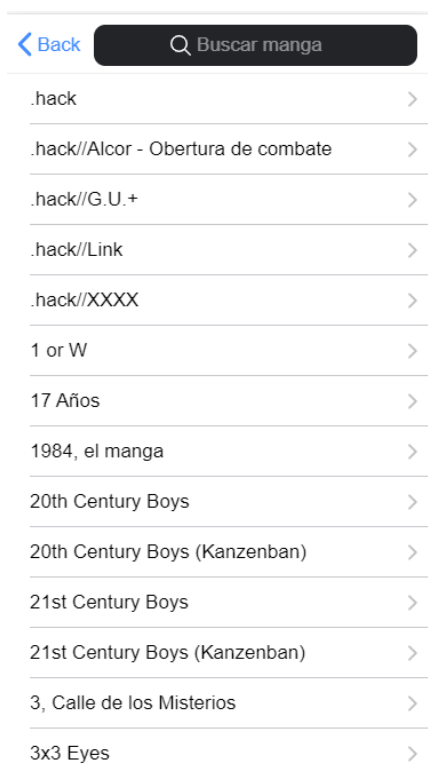 Back
Buscar manga
.hack
.hack//Alcor - Obertura de combate
.hack//G.U.+
.hack//Link
.hack//XXXX
1 or W
17 Años
1984, el manga
20th Century Boys
20th Century Boys (Kanzenban)
21st Century Boys
21st Century Boys (Kanzenban)
3, Calle de los Misterios
3x3 Eyes